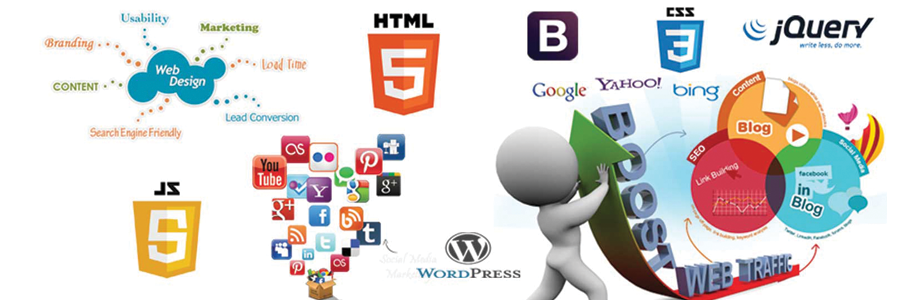 Usability
Branding
Marketing
Load Time
Web
Design
CONTENT
Lead Conversion
Search Engine Friendly
HTML
5
B
CSS
3
jQuery
write less, do more.
Google
YAHOO!
bing
JS
5
You
Tube
Y
g+
f
t
in
P
g+
t
Social Media
WORDPRESS
BOOST
WEB TRAFFIC
Content
Blog
SEO
Link Building
Social Media
facebook
in
Blog